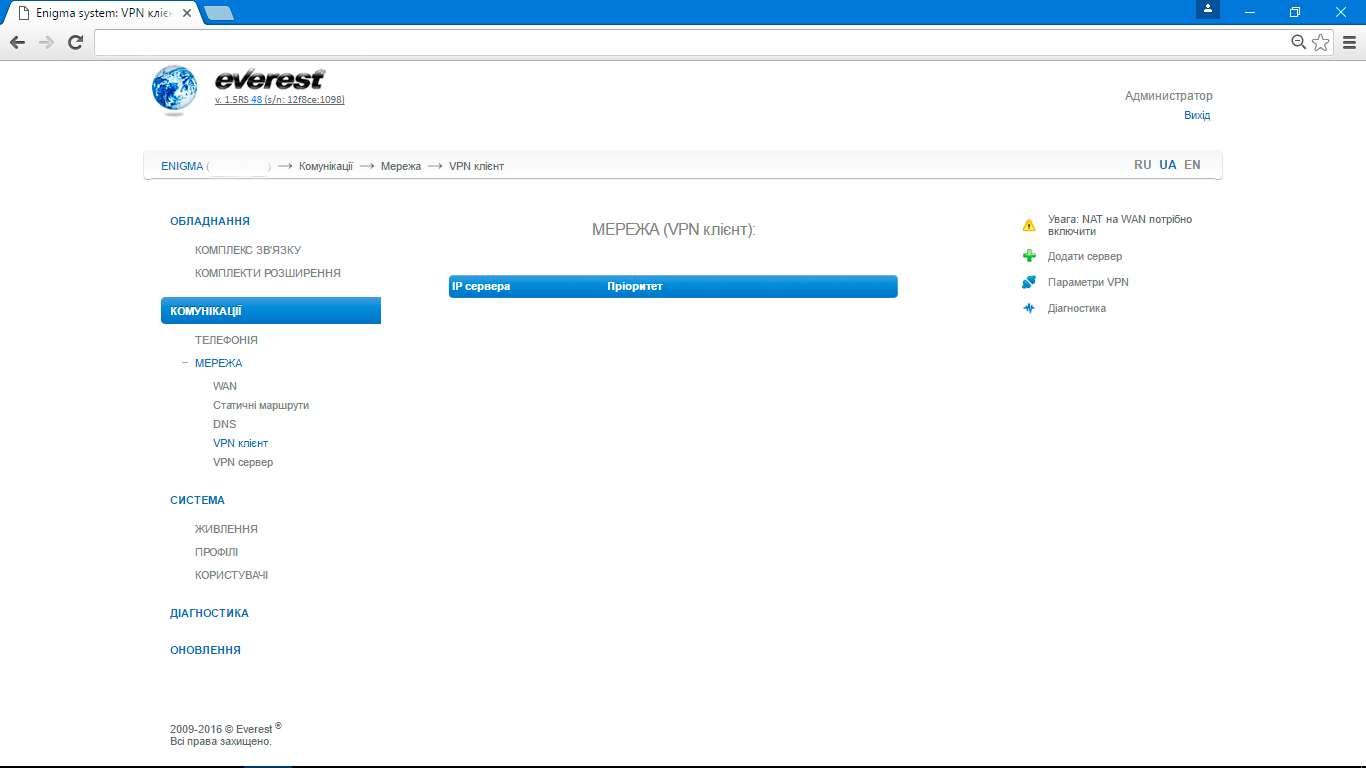 Enigma system: VPN клієн
everest
v. 1.5RS 48 (s/n: 12f8ce:1098)
Администратор
Вихід
ENIGMA ( ) → Комунікації → Мережа → VPN клієнт
RU UA EN
ОБЛАДНАННЯ
КОМПЛЕКС ЗВ'ЯЗКУ
КОМПЛЕКТИ РОЗШИРЕННЯ
КОМУНІКАЦІЇ
ТЕЛЕФОНІЯ
МЕРЕЖА
WAN
Статичні маршрути
DNS
VPN клієнт
VPN сервер
СИСТЕМА
ЖИВЛЕННЯ
ПРОФІЛІ
КОРИСТУВАЧІ
ДІАГНОСТИКА
ОНОВЛЕННЯ
МЕРЕЖА (VPN клієнт):
IP сервера Пріоритет
Увага: NAT на WAN потрібно
включити
Додати сервер
Параметри VPN
Діагностика
2009-2016 © Everest ®
Всі права захищено.